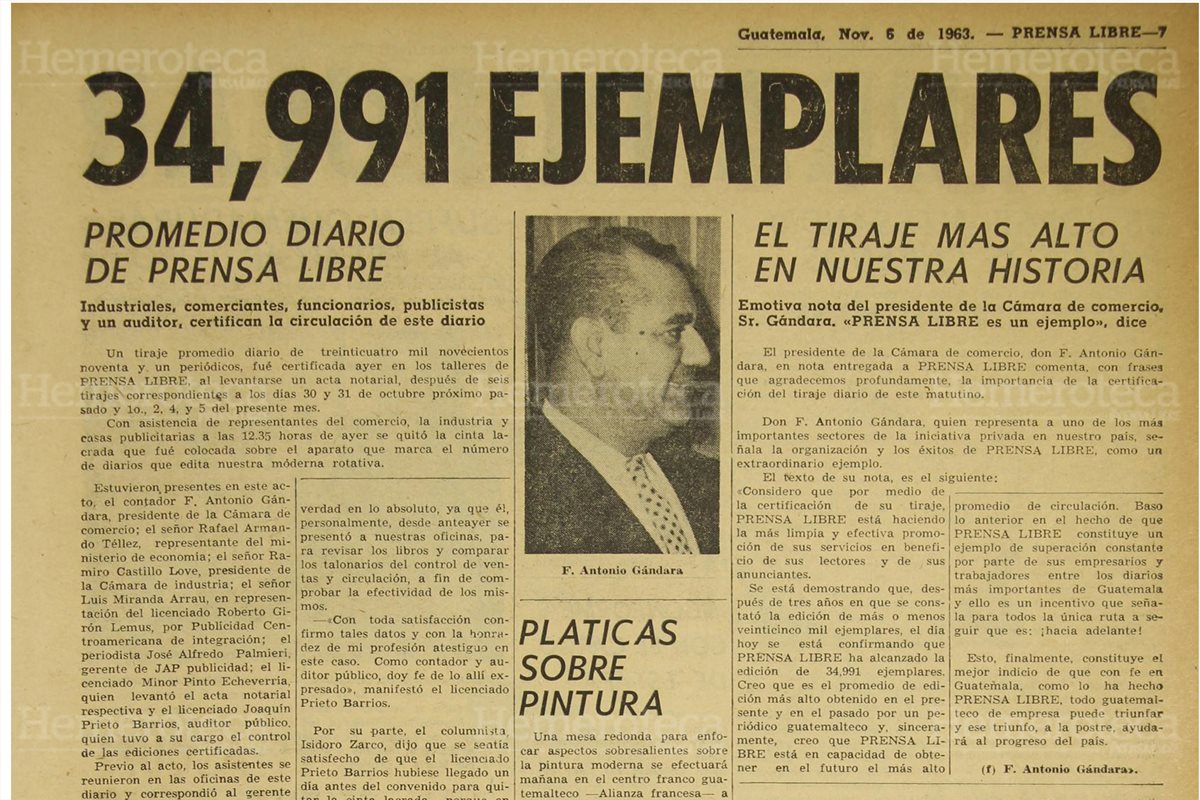 Guatemala, Nov. 6 de 1963. — PRENSA LIBRE—7
34,991 EJEMPLARES
PROMEDIO DIARIO
DE PRENSA LIBRE
Industriales, comerciantes, funcionarios, publicistas
y un auditor, certifican la circulación de este diario
Un tiraje promedio diario de treinticuatro mil novecientos
noventa y un periódicos, fué certificada ayer en los talleres de
PRENSA LIBRE, al levantarse un acta notarial, después de seis
tirajes correspondientes a los dias 30 y 31 de octubre próximo pa-
sado y 1o., 2, 4, y 5 del presente mes.
Con asistencia de representantes del comercio, la industria y
casas publicitarias a las 12.35 horas de ayer se quitó la cinta la-
crada que fué colocada sobre el aparato que marca el número
de diarios que edita nuestra móderna rotativa.
Estuvieron presentes en este ac-
to, el contador F. Antonio Gán-
dara, presidente de la Cámara de
comercio; el señor Rafael Arman-
do Téllez, representante del mi-
nisterio de economia; el señor Ra-
miro Castillo Love, presidente de
la Cámara de industria; el señor
Luis Miranda Arrau, en represen-
tación del licenciado Roberto Gi-
rón Lemus, por Publicidad Cen-
troamericana de integración; el
periodista José Alfredo Palmieri,
gerente de JAP publicidad; el li-
cenciado Minor Pinto Echeverria,
quien levantó el acta notarial
respectiva y el licenciado Joaquín
Prieto Barrios, auditor público,
quien tuvo a su cargo el control
de las ediciones certificadas.
Previo al acto, los asistentes se
reunieron en las oficinas de este
diario y correspondió al gerente
verdad en lo absoluto, ya que él,
personalmente, desde anteayer se
presentó a nuestras oficinas, pa-
ra revisar los libros y comparar
los talonarios del control de ven-
tas y circulación, a fin de com-
probar la efectividad de los mis-
mos.
—«Con toda satisfacción con-
firmo tales datos y con la honra-
dez de mi profesión atestiguo en
este caso. Como contador y au-
ditor público, doy fe de lo allí ex-
presado», manifestó el licenciado
Prieto Barrios.
Por su parte, el columnista,
Isidoro Zarco, dijo que se sentía
satisfecho de que el licenciado
Prieto Barrios hubiese llegado un
día antes del convenido para qui-
tar la cinta lacrada, porque en
F. Antonio Gándara
PLATICAS
SOBRE
PINTURA
Una mesa redonda para enfo-
car aspectos sobresalientes sobre
la pintura moderna se efectuará
mañana en el centro franco gua-
temalteco —Alianza francesa— a
EL TIRAJE MAS ALTO
EN NUESTRA HISTORIA
Emotiva nota del presidente de la Cámara de comercio,
Sr. Gándara. «PRENSA LIBRE es un ejemplo», dice
El presidente de la Cámara de comercio, don F. Antonio Gán-
dara, en nota entregada a PRENSA LIBRE comenta, con frases
que agradecemos profundamente, la importancia de la certifica-
ción del tiraje diario de este matutino.
Don F. Antonio Gándara, quien representa a uno de los más
importantes sectores de la iniciativa privada en nuestro país, se-
ñala la organización y los éxitos de PRENSA LIBRE, como un
extraordinario ejemplo.
El texto de su nota, es el siguiente:
«Considero que por medio de
la certificación de su tiraje,
PRENSA LIBRE está haciendo
la más limpia y efectiva promo-
ción de sus servicios en benefi-
cio de sus lectores y de sus
anunciantes.
Se está demostrando que, des-
pués de tres años en que se cons-
tató la edición de más o menos
veinticinco mil ejemplares, el día
hoy se está confirmando que
PRENSA LIBRE ha alcanzado la
edición de 34,991 ejemplares.
Creo que es el promedio de edi-
ción más alto obtenido en el pre-
sente y en el pasado por un pe-
riódico guatemalteco y, sincera-
mente, creo que PRENSA LI-
BRE está en capacidad de obte-
ner en el futuro el más alto
promedio de circulación. Baso
lo anterior en el hecho de que
PRENSA LIBRE constituye un
ejemplo de superación constante
por parte de sus empresarios y
trabajadores entre los diarios
más importantes de Guatemala
y ello es un incentivo que seña-
la para todos la única ruta a se-
guir que es: ¡hacia adelante!
Esto, finalmente, constituye el
mejor indicio de que con fe en
Guatemala, como lo ha hecho
PRENSA LIBRE, todo guatemal-
teco de empresa puede triunfar
y ese triunfo, a la postre, ayuda-
rá al progreso del país.
(f) F. Antonio Gándara».